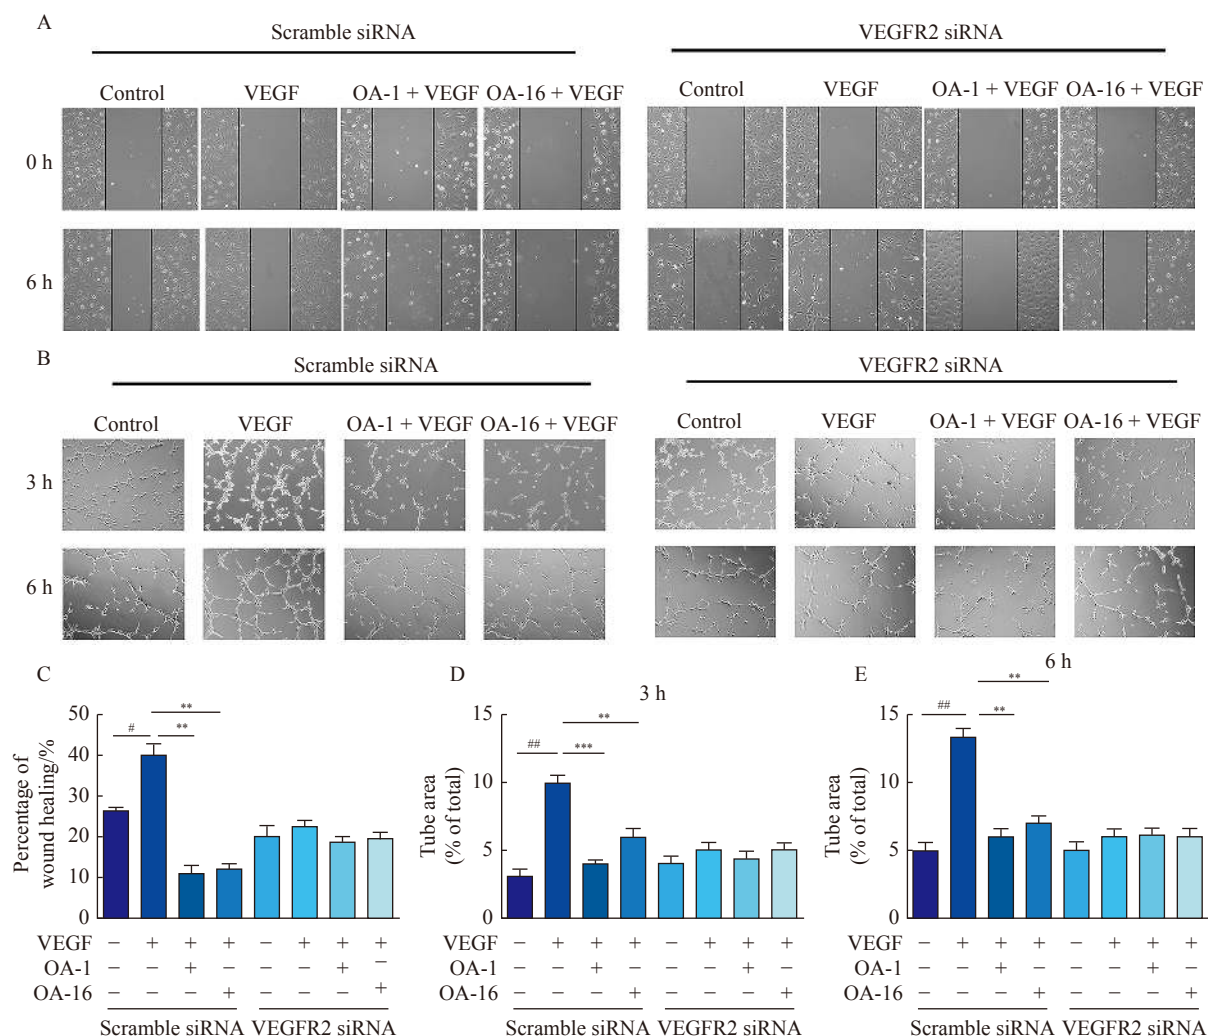 A
Scramble siRNA
VEGFR2 siRNA
Control VEGF OA-1 + VEGF OA-16 + VEGF Control VEGF OA-1 + VEGF OA-16 + VEGF
0 h
6 h
B
Scramble siRNA
VEGFR2 siRNA
Control VEGF OA-1 + VEGF OA-16 + VEGF Control VEGF OA-1 + VEGF OA-16 + VEGF
3 h
6 h
C
Percentage of
wound healing/%
50
40
30
20
10
0
#
**
**
VEGF − + + + − + + +
OA-1 − − + − − − + −
OA-16 − − − + − − − +
Scramble siRNA VEGFR2 siRNA
D
3 h
Tube area
(% of total)
15
10
5
0
##
***
**
VEGF − + + + − + + +
OA-1 − − + − − − + −
OA-16 − − − + − − − +
Scramble siRNA VEGFR2 siRNA
E
6 h
Tube area
(% of total)
15
10
5
0
##
**
**
VEGF − + + + − + + +
OA-1 − − + − − − + −
OA-16 − − − + − − − +
Scramble siRNA VEGFR2 siRNA